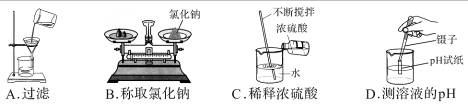 氯化钠
不断搅拌
浓硫酸
水
镊子
pH试纸
A.过滤
B.称取氯化钠
C.稀释浓硫酸
D.测溶液的pH